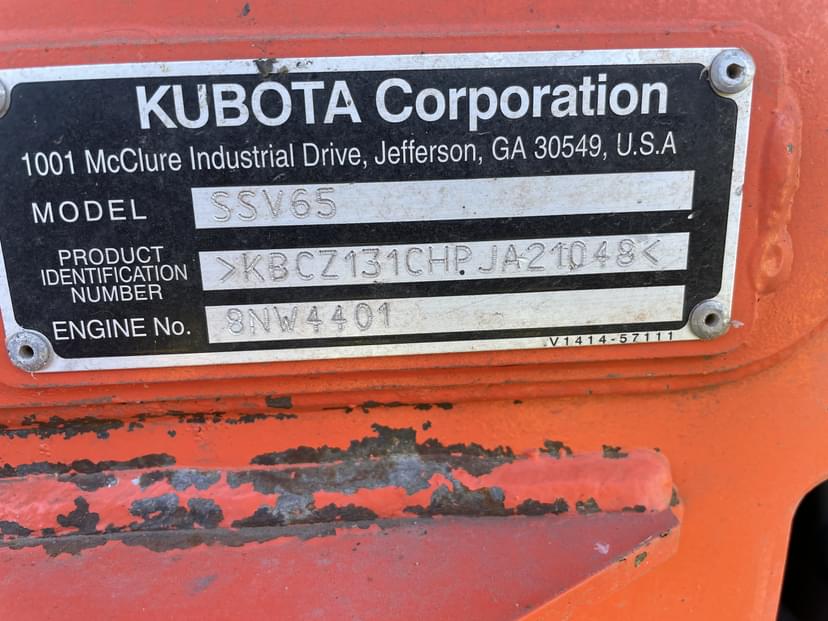 KUBOTA Corporation
1001 McClure Industrial Drive, Jefferson, GA 30549, U.S.A
MODEL SSV65
PRODUCT IDENTIFICATION NUMBER >KBCZ131CHPJA21048<
ENGINE No. 8NW4401
V1414-57111